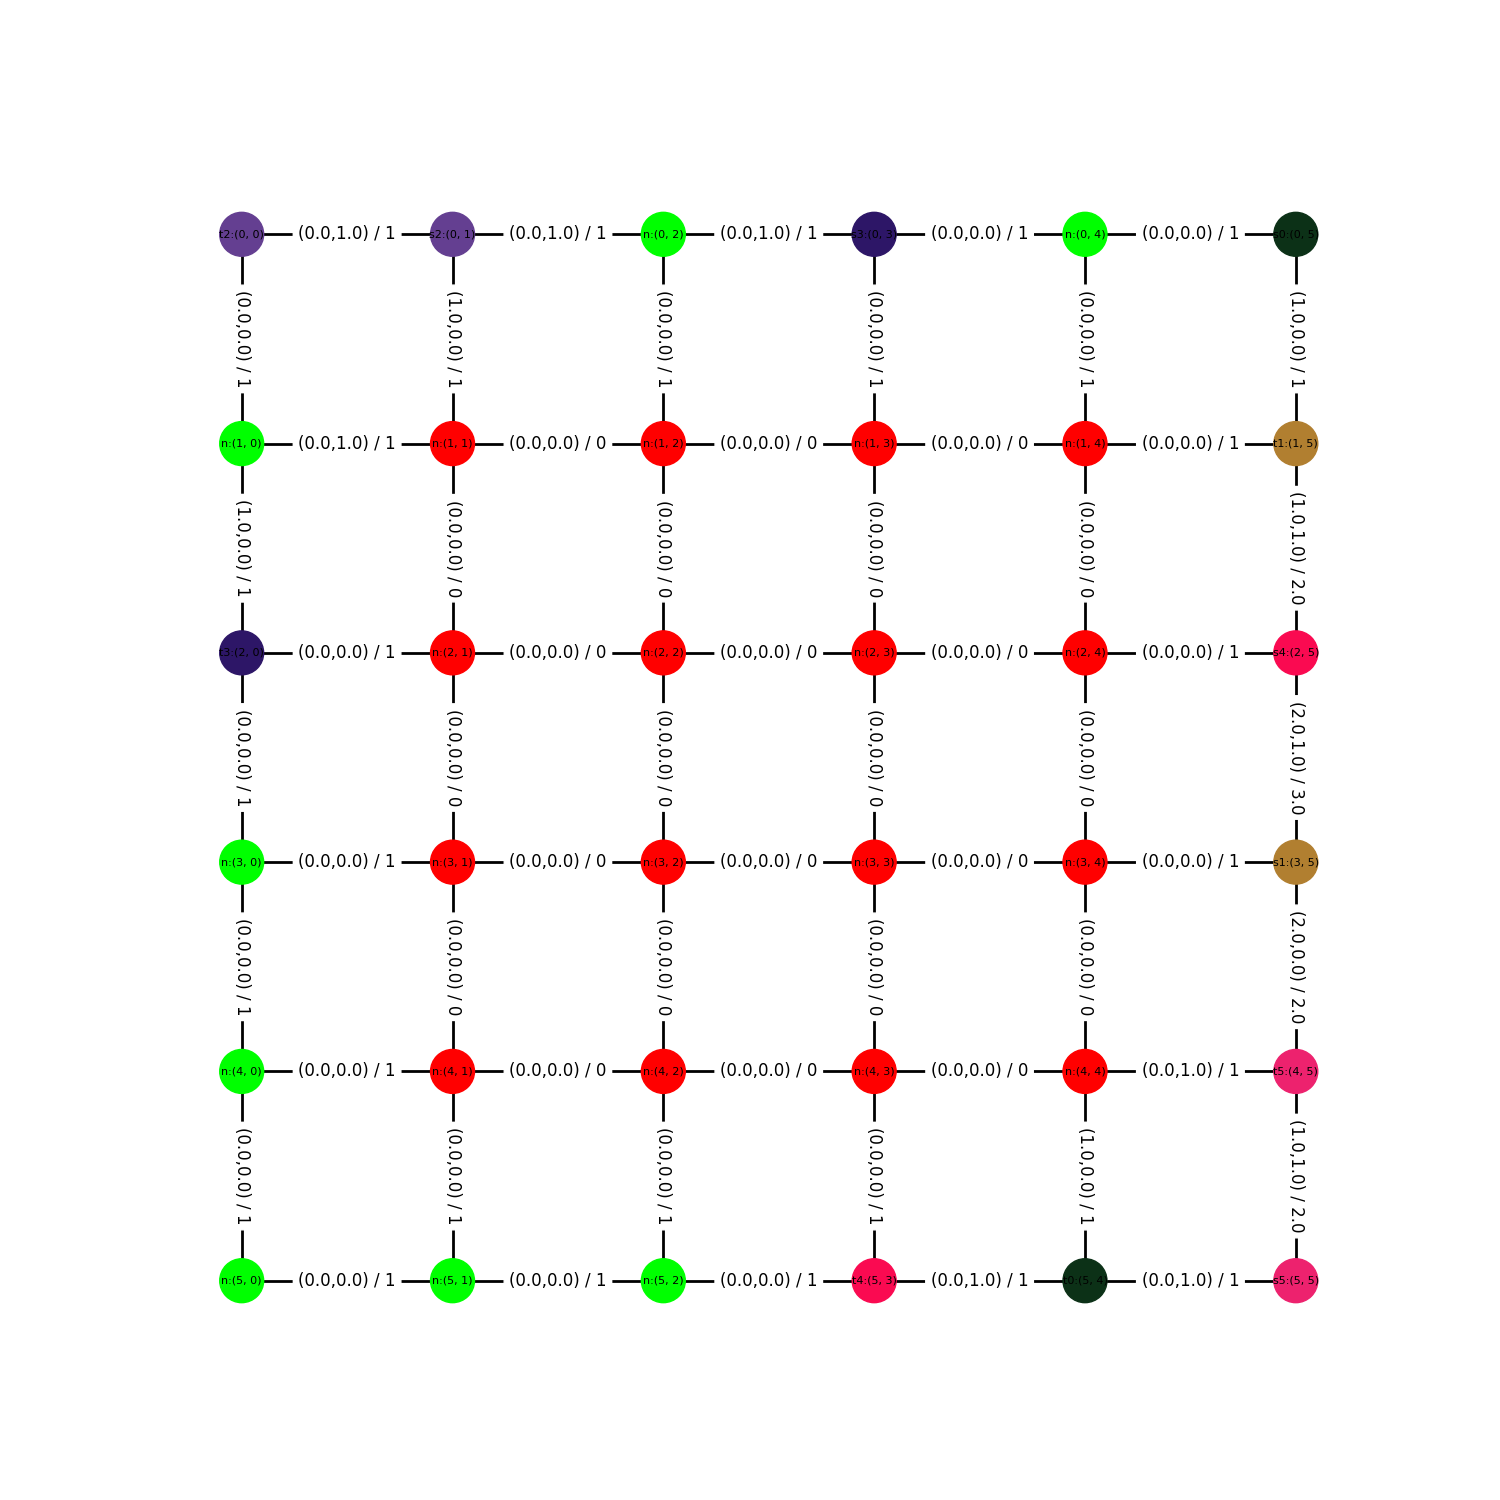 t2:(0, 0) (0.0,1.0) / 1 s2:(0, 1) (0.0,1.0) / 1 n:(0, 2) (0.0,1.0) / 1 s3:(0, 3) (0.0,0.0) / 1 n:(0, 4) (0.0,0.0) / 1 s0:(0, 5)
(0.0,0.0) / 1 (1.0,0.0) / 1 (0.0,0.0) / 1 (0.0,0.0) / 1 (0.0,0.0) / 1 (1.0,0.0) / 1
n:(1, 0) (0.0,1.0) / 1 n:(1, 1) (0.0,0.0) / 0 n:(1, 2) (0.0,0.0) / 0 n:(1, 3) (0.0,0.0) / 0 n:(1, 4) (0.0,0.0) / 1 t1:(1, 5)
(1.0,0.0) / 1 (0.0,0.0) / 0 (0.0,0.0) / 0 (0.0,0.0) / 0 (0.0,0.0) / 0 (1.0,1.0) / 2.0
t3:(2, 0) (0.0,0.0) / 1 n:(2, 1) (0.0,0.0) / 0 n:(2, 2) (0.0,0.0) / 0 n:(2, 3) (0.0,0.0) / 0 n:(2, 4) (0.0,0.0) / 1 s4:(2, 5)
(0.0,0.0) / 1 (0.0,0.0) / 0 (0.0,0.0) / 0 (0.0,0.0) / 0 (0.0,0.0) / 0 (2.0,1.0) / 3.0
n:(3, 0) (0.0,0.0) / 1 n:(3, 1) (0.0,0.0) / 0 n:(3, 2) (0.0,0.0) / 0 n:(3, 3) (0.0,0.0) / 0 n:(3, 4) (0.0,0.0) / 1 s1:(3, 5)
(0.0,0.0) / 1 (0.0,0.0) / 0 (0.0,0.0) / 0 (0.0,0.0) / 0 (0.0,0.0) / 0 (2.0,0.0) / 2.0
n:(4, 0) (0.0,0.0) / 1 n:(4, 1) (0.0,0.0) / 0 n:(4, 2) (0.0,0.0) / 0 n:(4, 3) (0.0,0.0) / 0 n:(4, 4) (0.0,1.0) / 1 t5:(4, 5)
(0.0,0.0) / 1 (0.0,0.0) / 1 (0.0,0.0) / 1 (0.0,0.0) / 1 (1.0,0.0) / 1 (1.0,1.0) / 2.0
n:(5, 0) (0.0,0.0) / 1 n:(5, 1) (0.0,0.0) / 1 n:(5, 2) (0.0,0.0) / 1 t4:(5, 3) (0.0,1.0) / 1 t0:(5, 4) (0.0,1.0) / 1 s5:(5, 5)